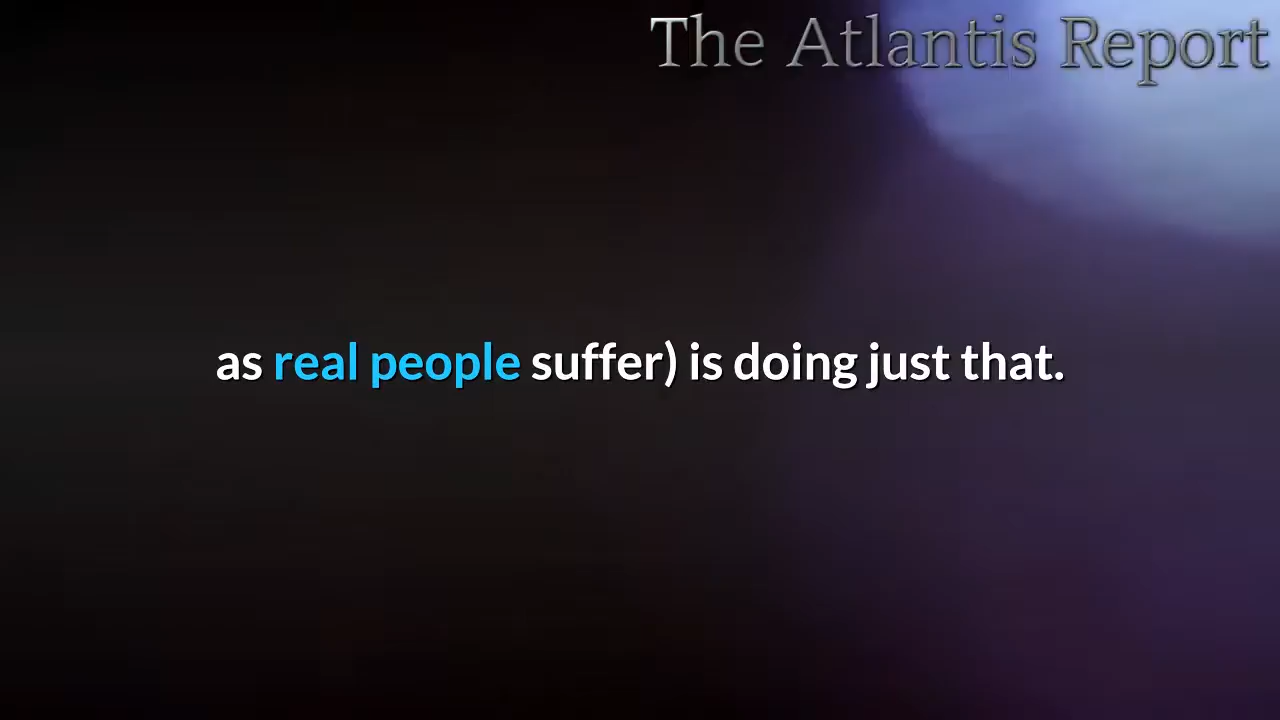 The Atlantis Report
as real people suffer) is doing just that.